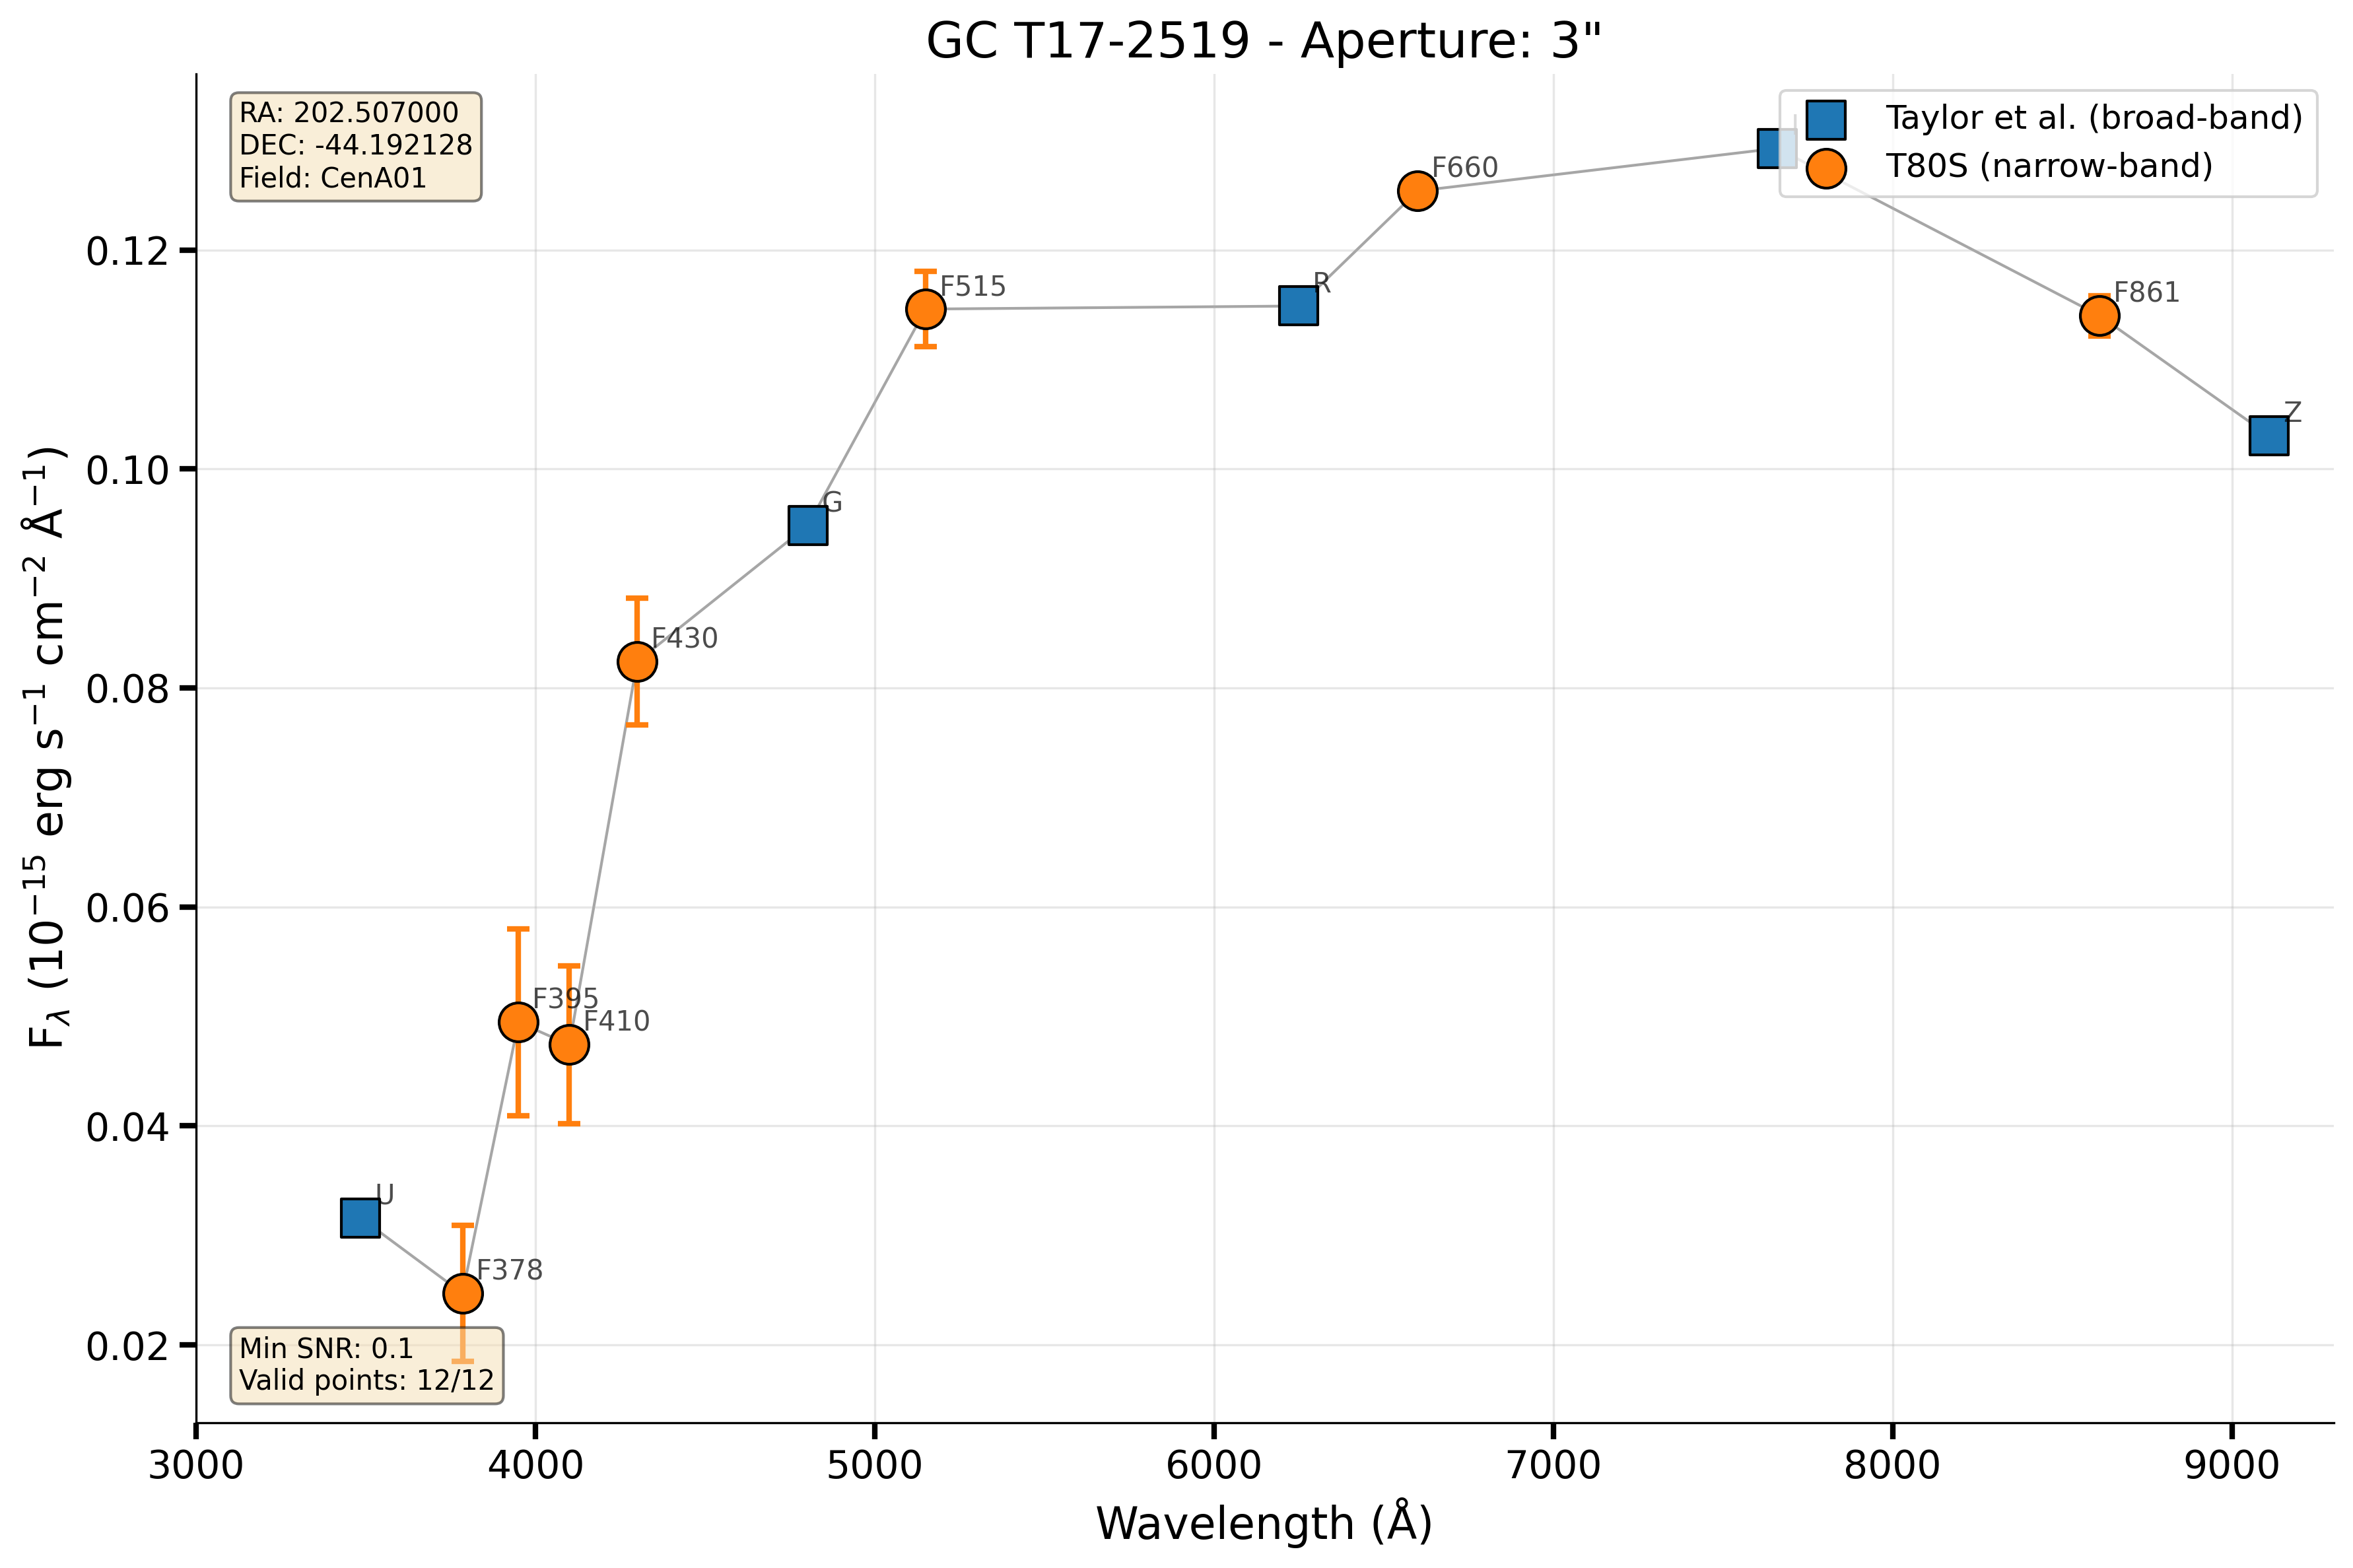 GC T17-2519 - Aperture: 3"
RA: 202.507000
DEC: -44.192128
Field: CenA01
Taylor et al. (broad-band)
T80S (narrow-band)
F660
F515
R
F861
Z
G
F430
F395
F410
U
F378
Min SNR: 0.1
Valid points: 12/12
0.12
0.10
0.08
0.06
0.04
0.02
F_λ (10⁻¹⁵ erg s⁻¹ cm⁻² Å⁻¹)
3000 4000 5000 6000 7000 8000 9000
Wavelength (Å)